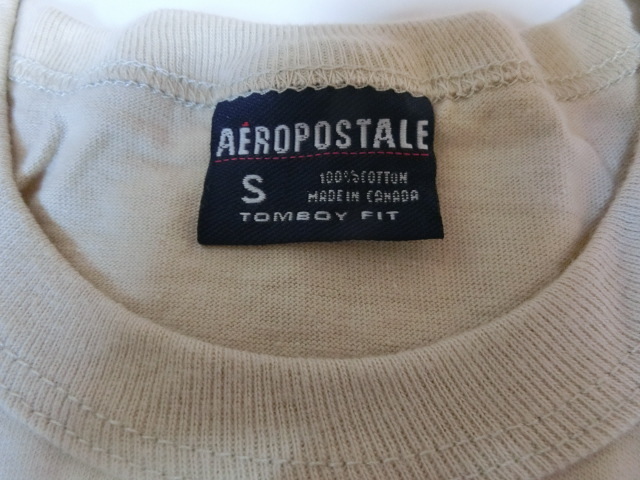 AÉROPOSTALE
S
100% COTTON
MADE IN CANADA
TOMBOY FIT